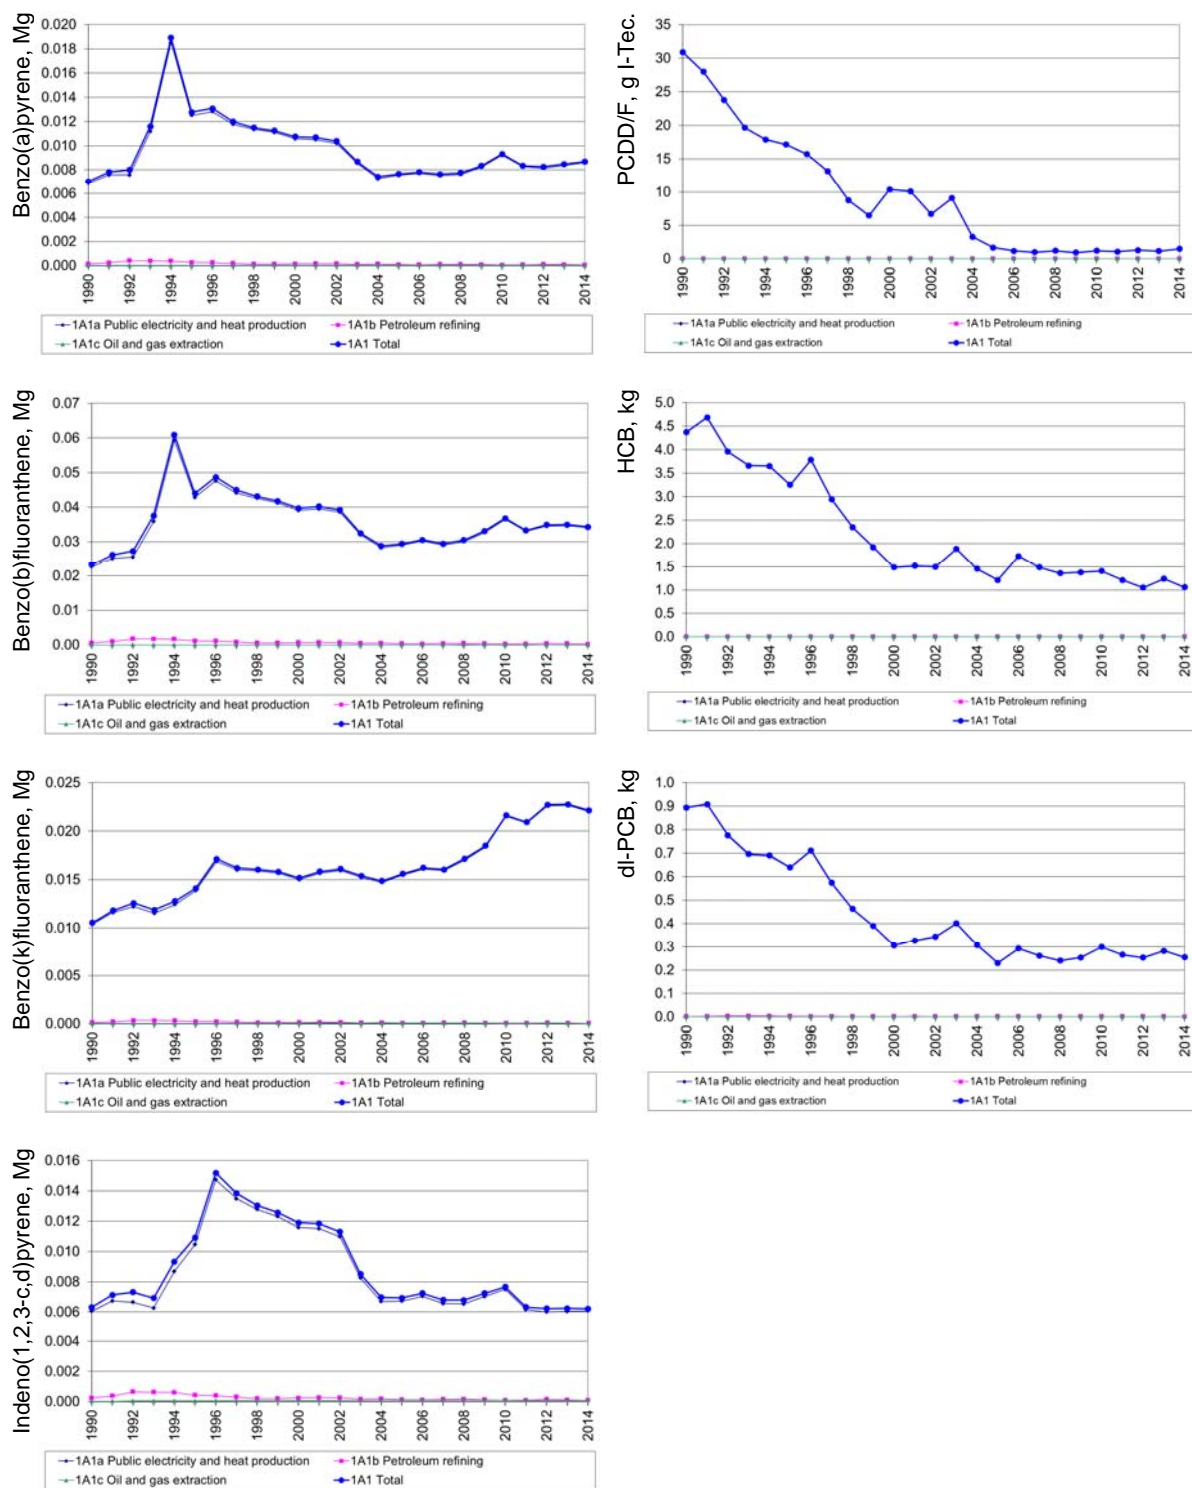 Benzo(a)pyrene, Mg
0.020
0.018
0.016
0.014
0.012
0.010
0.008
0.006
0.004
0.002
0.000
1990 1992 1994 1996 1998 2000 2002 2004 2006 2008 2010 2012 2014
1A1a Public electricity and heat production 1A1b Petroleum refining
1A1c Oil and gas extraction 1A1 Total
PCDD/F, g I-Tec.
35
30
25
20
15
10
5
0
1990 1992 1994 1996 1998 2000 2002 2004 2006 2008 2010 2012 2014
1A1a Public electricity and heat production 1A1b Petroleum refining
1A1c Oil and gas extraction 1A1 Total
Benzo(b)fluoranthene, Mg
0.07
0.06
0.05
0.04
0.03
0.02
0.01
0.00
1990 1992 1994 1996 1998 2000 2002 2004 2006 2008 2010 2012 2014
1A1a Public electricity and heat production 1A1b Petroleum refining
1A1c Oil and gas extraction 1A1 Total
HCB, kg
5.0
4.5
4.0
3.5
3.0
2.5
2.0
1.5
1.0
0.5
0.0
1990 1992 1994 1996 1998 2000 2002 2004 2006 2008 2010 2012 2014
1A1a Public electricity and heat production 1A1b Petroleum refining
1A1c Oil and gas extraction 1A1 Total
Benzo(k)fluoranthene, Mg
0.025
0.020
0.015
0.010
0.005
0.000
1990 1992 1994 1996 1998 2000 2002 2004 2006 2008 2010 2012 2014
1A1a Public electricity and heat production 1A1b Petroleum refining
1A1c Oil and gas extraction 1A1 Total
dl-PCB, kg
1.0
0.9
0.8
0.7
0.6
0.5
0.4
0.3
0.2
0.1
0.0
1990 1992 1994 1996 1998 2000 2002 2004 2006 2008 2010 2012 2014
1A1a Public electricity and heat production 1A1b Petroleum refining
1A1c Oil and gas extraction 1A1 Total
Indeno(1,2,3-c,d)pyrene, Mg
0.016
0.014
0.012
0.010
0.008
0.006
0.004
0.002
0.000
1990 1992 1994 1996 1998 2000 2002 2004 2006 2008 2010 2012 2014
1A1a Public electricity and heat production 1A1b Petroleum refining
1A1c Oil and gas extraction 1A1 Total